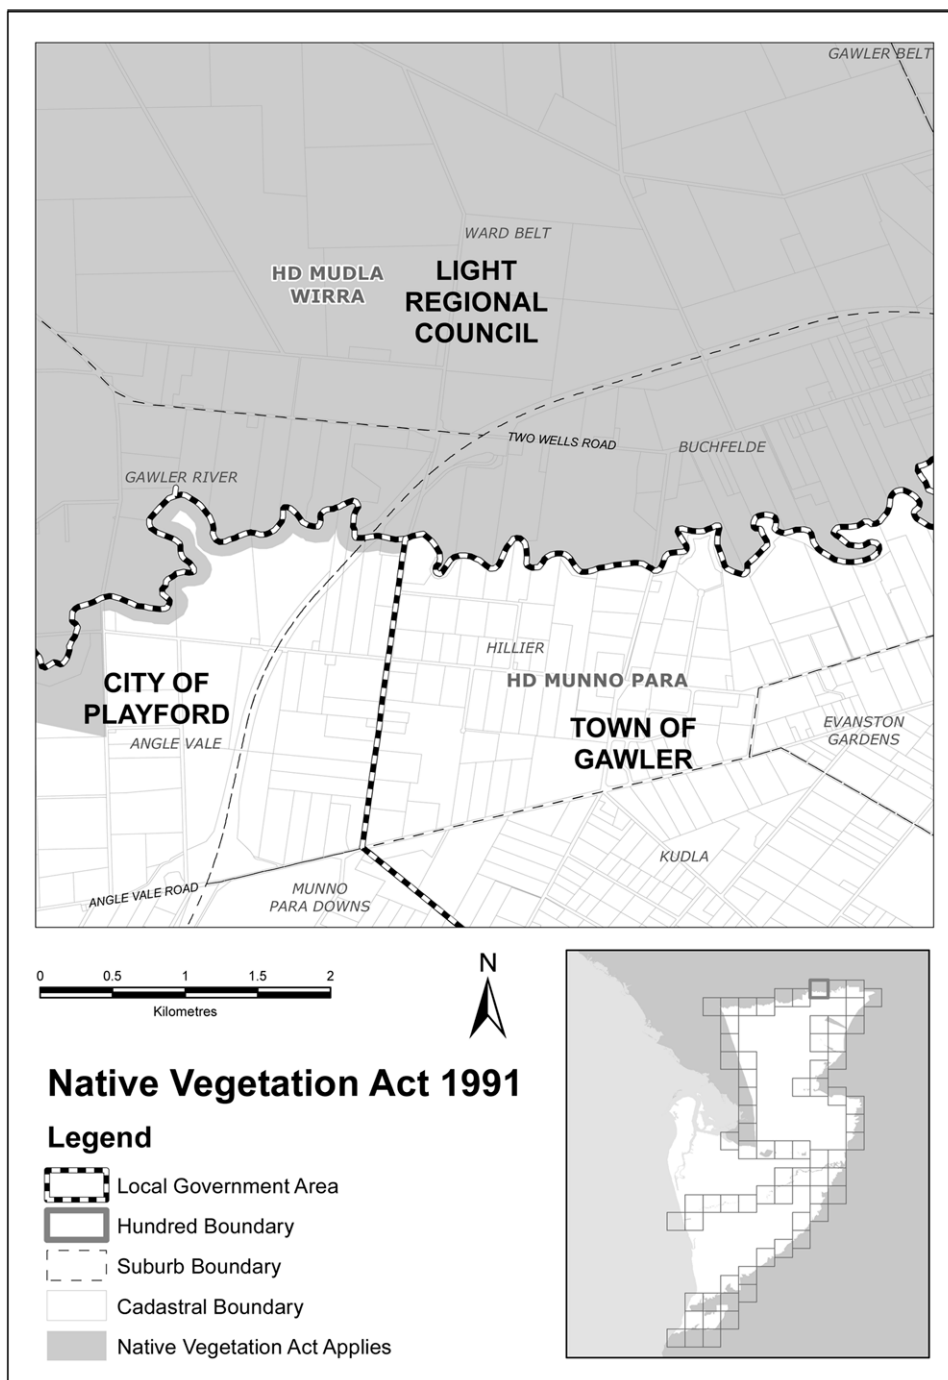 GAWLER BELT
WARD BELT
HD MUDLA
WIRRA
LIGHT
REGIONAL
COUNCIL
TWO WELLS ROAD
BUCHFELDE
GAWLER RIVER
HILLIER
HD MUNNO PARA
CITY OF
PLAYFORD
ANGLE VALE
TOWN OF
GAWLER
EVANSTON
GARDENS
KUDLA
ANGLE VALE ROAD
MUNNO
PARA DOWNS
0 0.5 1 1.5 2
Kilometres
N
Native Vegetation Act 1991
Legend
Local Government Area
Hundred Boundary
Suburb Boundary
Cadastral Boundary
Native Vegetation Act Applies